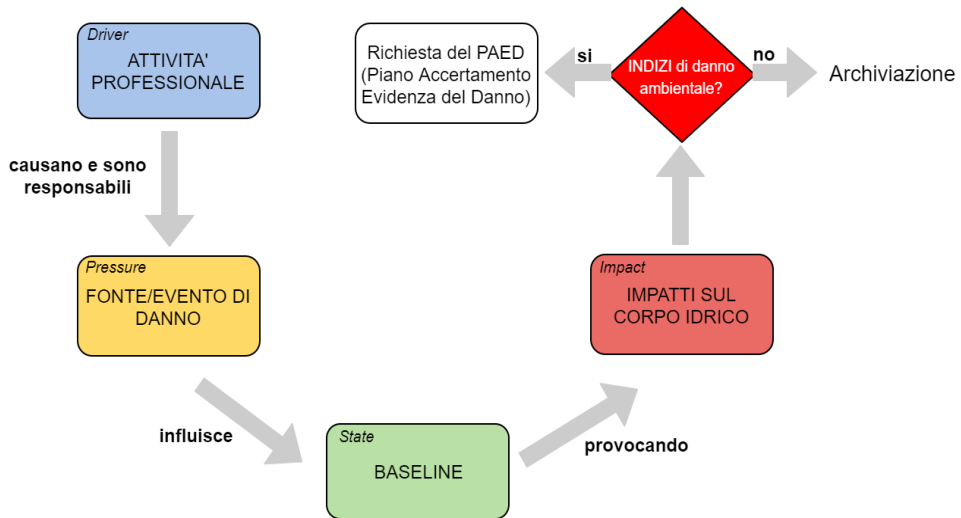 Driver
ATTIVITA'
PROFESSIONALE
causano e sono
responsabili
Pressure
FONTE/EVENTO DI
DANNO
influisce
State
BASELINE
provocando
Impact
IMPATTI SUL
CORPO IDRICO
INDIZI di danno
ambientale?
si
Richiesta del PAED
(Piano Accertamento
Evidenza del Danno)
no
Archiviazione